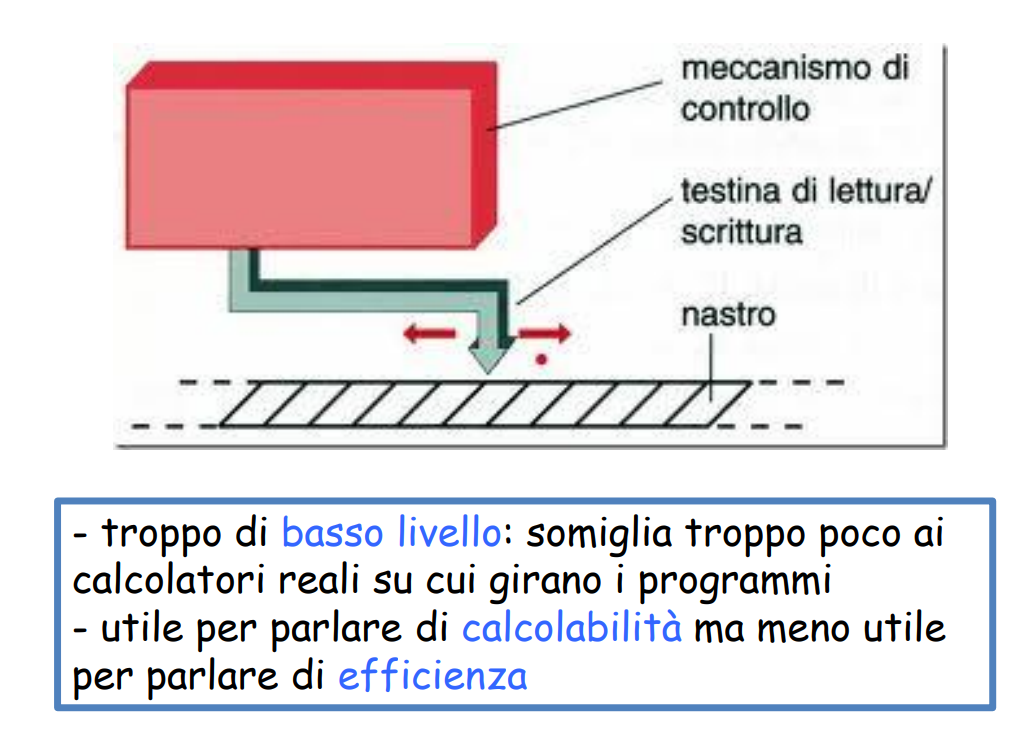 meccanismo di
controllo
testina di lettura/
scrittura
nastro
- troppo di basso livello: somiglia troppo poco ai
calcolatori reali su cui girano i programmi
- utile per parlare di calcolabilità ma meno utile
per parlare di efficienza